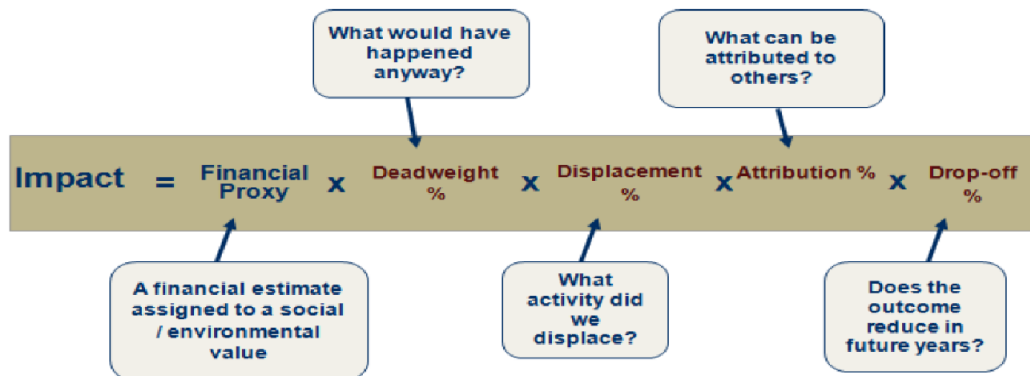 What would have
happened
anyway?
What can be
attributed to
others?
Impact = Financial Proxy x Deadweight % x Displacement % x Attribution % x Drop-off %
A financial estimate
assigned to a social
/ environmental
value
What
activity did
we
displace?
Does the
outcome
reduce in
future years?